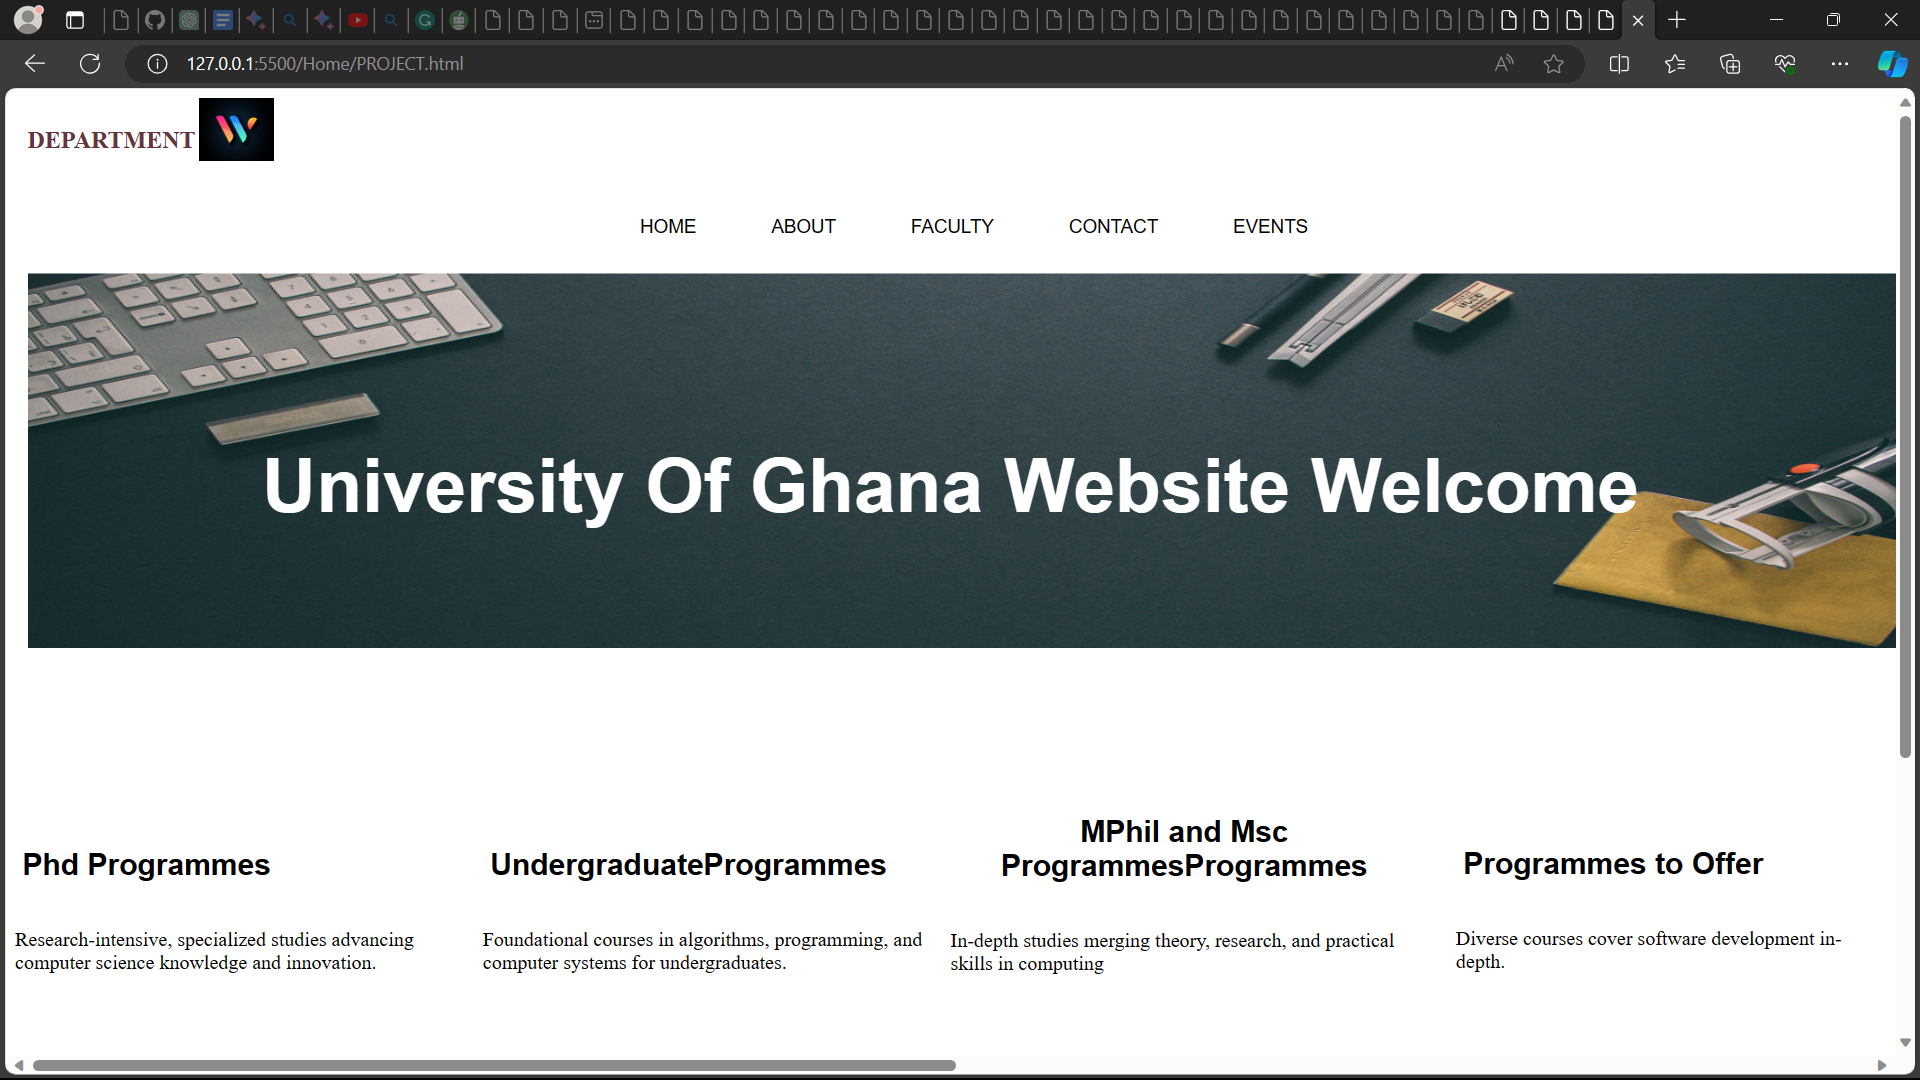 127.0.0.1:5500/Home/PROJECT.html
DEPARTMENT
HOME ABOUT FACULTY CONTACT EVENTS
University Of Ghana Website Welcome
Phd Programmes
Research-intensive, specialized studies advancing
computer science knowledge and innovation.
UndergraduateProgrammes
Foundational courses in algorithms, programming, and
computer systems for undergraduates.
MPhil and Msc
ProgrammesProgrammes
In-depth studies merging theory, research, and practical
skills in computing
Programmes to Offer
Diverse courses cover software development in-
depth.